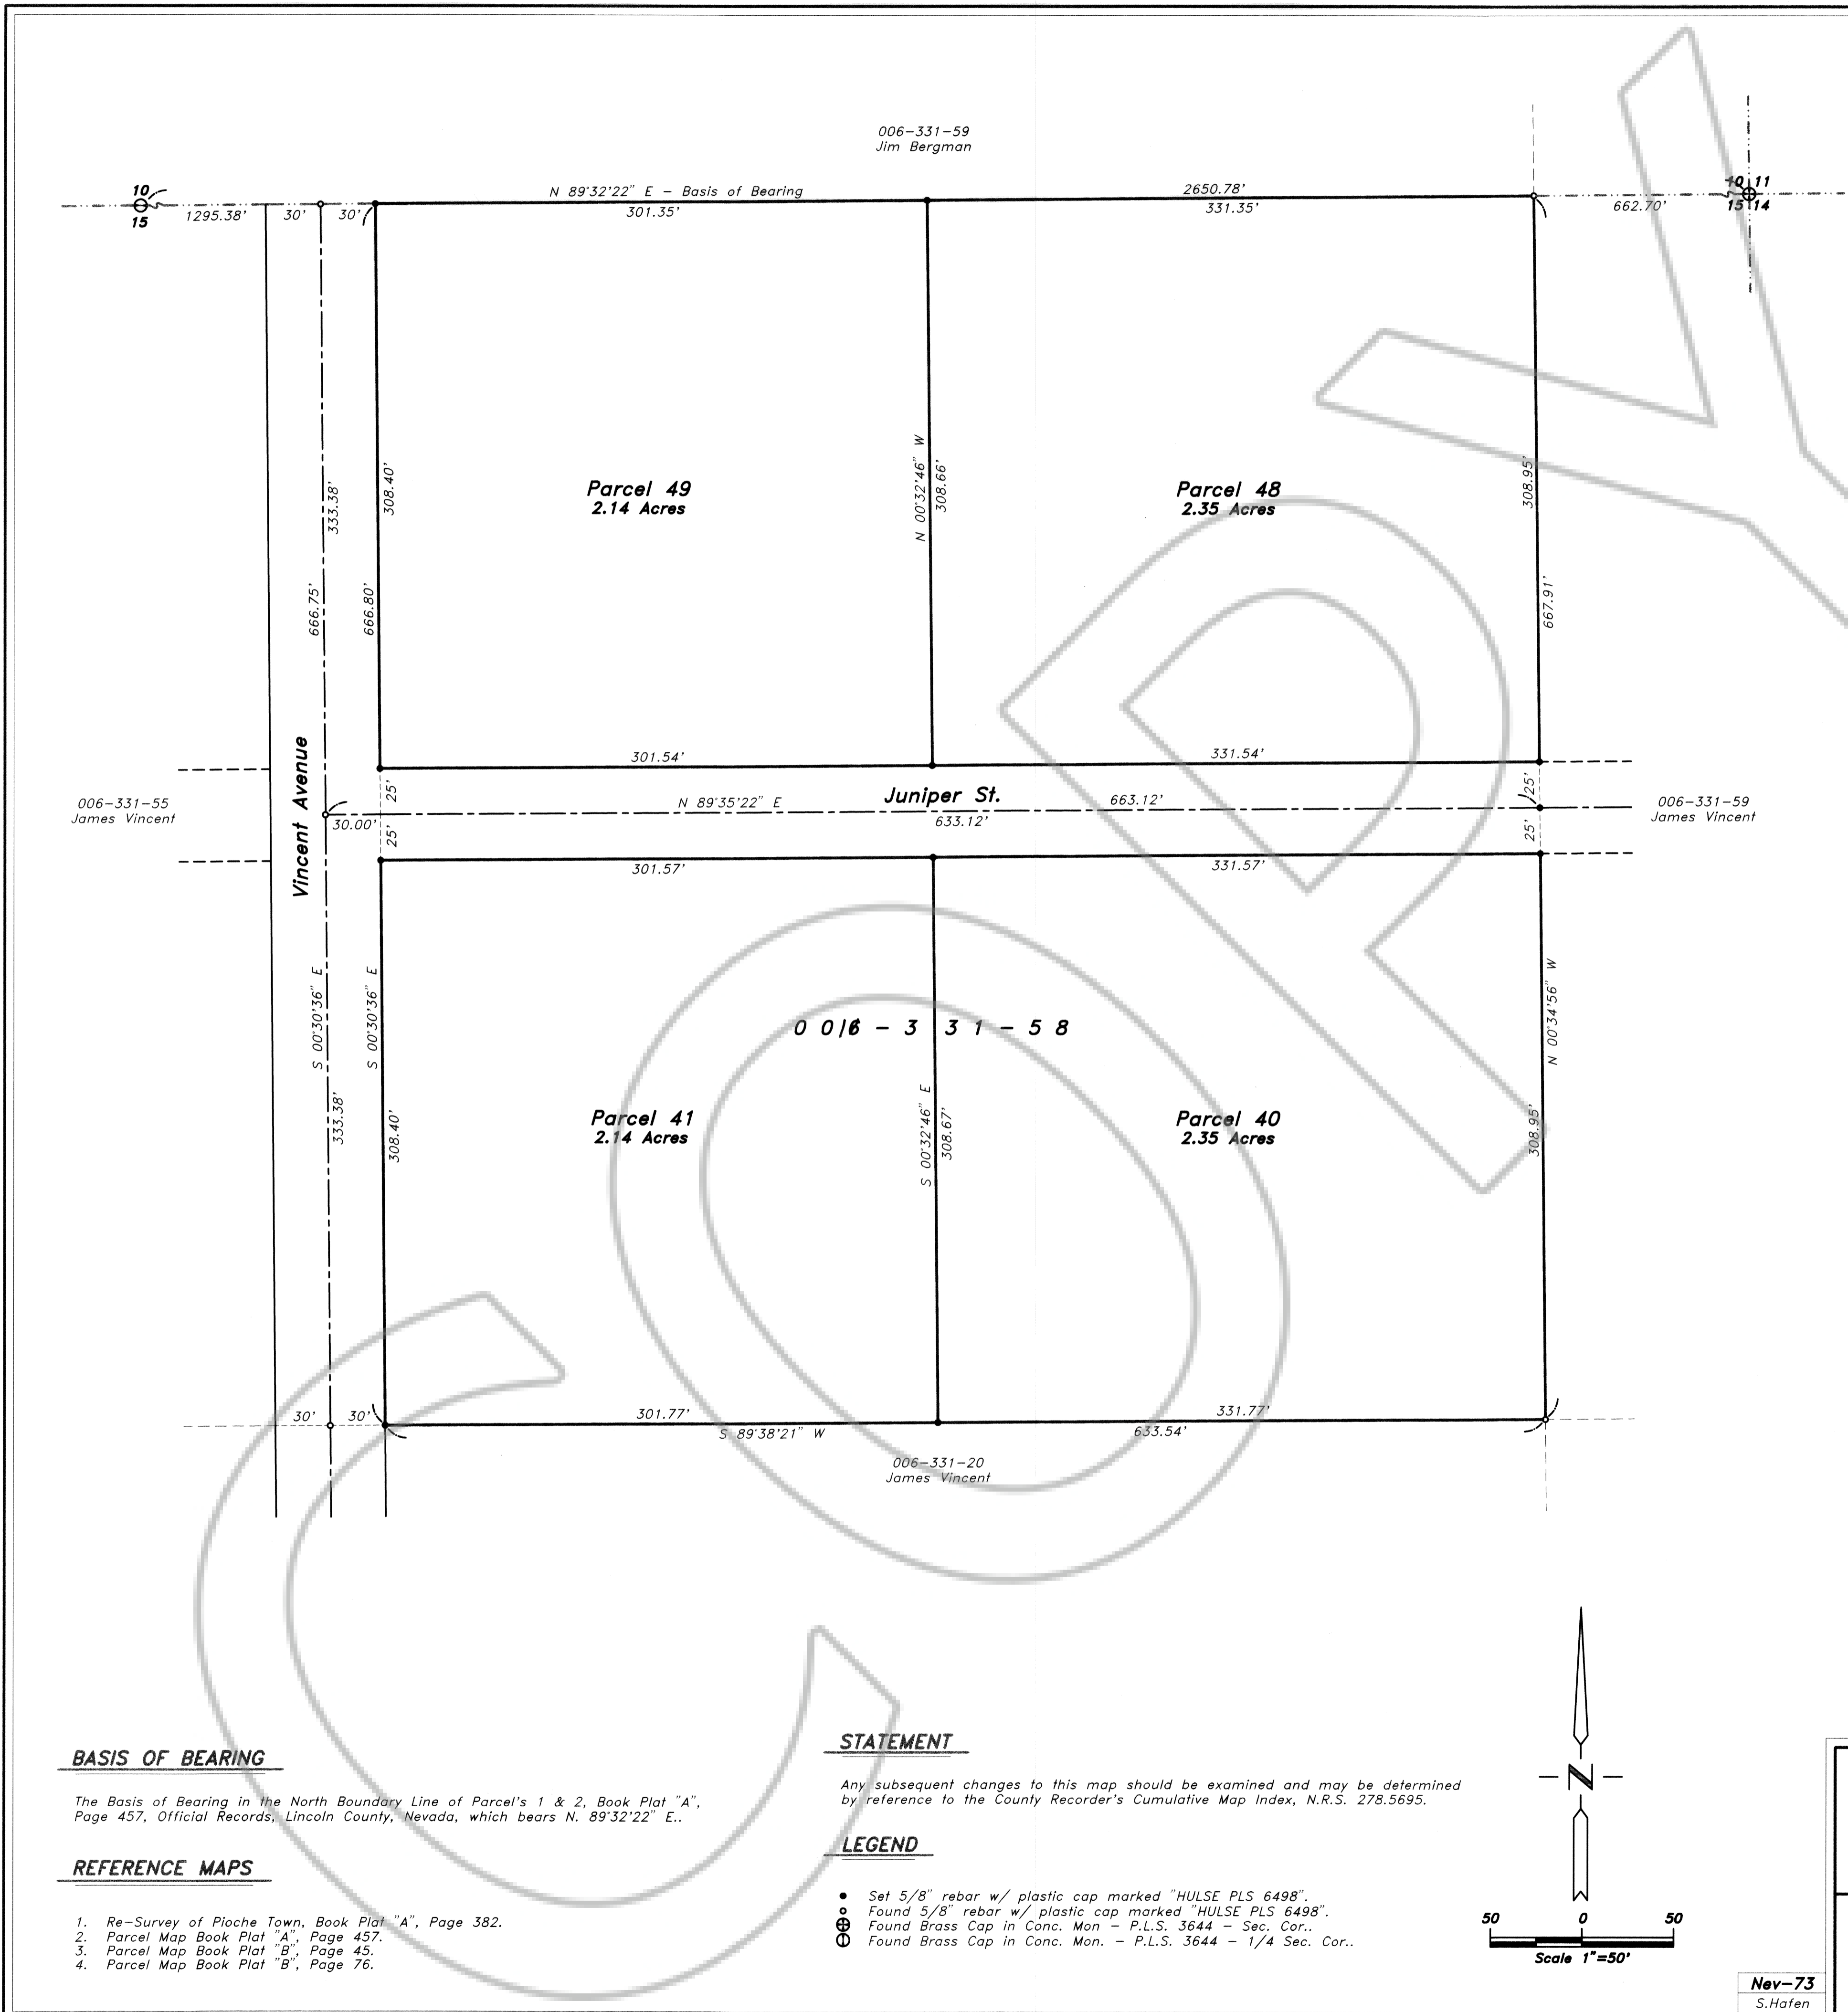 006-331-59
Jim Bergman
10
15
1295.38'
30'
30'
N 89°32'22" E - Basis of Bearing
301.35'
2650.78'
331.35'
662.70'
10 11
15 14
333.38'
308.40'
N 00°32'46" W
308.66'
308.95'
Parcel 49
2.14 Acres
Parcel 48
2.35 Acres
666.75'
666.80'
667.91'
Vincent Avenue
301.54'
331.54'
006-331-55
James Vincent
25'
25'
30.00'
N 89°35'22" E
Juniper St.
663.12'
633.12'
25'
25'
006-331-59
James Vincent
301.57'
331.57'
S 00°30'36" E
S 00°30'36" E
N 00°34'56" W
006-331-58
Parcel 41
2.14 Acres
Parcel 40
2.35 Acres
333.38'
308.40'
S 00°32'46" E
308.67'
308.95'
30'
30'
301.77'
331.77'
S 89°38'21" W
633.54'
006-331-20
James Vincent
COPY
BASIS OF BEARING
The Basis of Bearing in the North Boundary Line of Parcel's 1 & 2, Book Plat "A",
Page 457, Official Records, Lincoln County, Nevada, which bears N. 89°32'22" E..
REFERENCE MAPS
1. Re-Survey of Pioche Town, Book Plat "A", Page 382.
2. Parcel Map Book Plat "A", Page 457.
3. Parcel Map Book Plat "B", Page 45.
4. Parcel Map Book Plat "B", Page 76.
STATEMENT
Any subsequent changes to this map should be examined and may be determined
by reference to the County Recorder's Cumulative Map Index, N.R.S. 278.5695.
LEGEND
Set 5/8" rebar w/ plastic cap marked "HULSE PLS 6498".
Found 5/8" rebar w/ plastic cap marked "HULSE PLS 6498".
Found Brass Cap in Conc. Mon - P.L.S. 3644 - Sec. Cor..
Found Brass Cap in Conc. Mon. - P.L.S. 3644 - 1/4 Sec. Cor..
N
50 0 50
Scale 1"=50'
Nev-73
S.Hafen